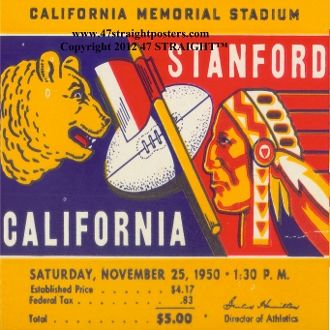 CALIFORNIA MEMORIAL STADIUM
www.47straightposters.com
Copyright 2012 47 STRAIGHT™
STANFORD
CALIFORNIA
SATURDAY, NOVEMBER 25, 1950 • 1:30 P. M.
Established Price . . . . . . $4.17
Federal Tax . . . . . . . . .83
Total . . . . . . . . . $5.00
Director of Athletics